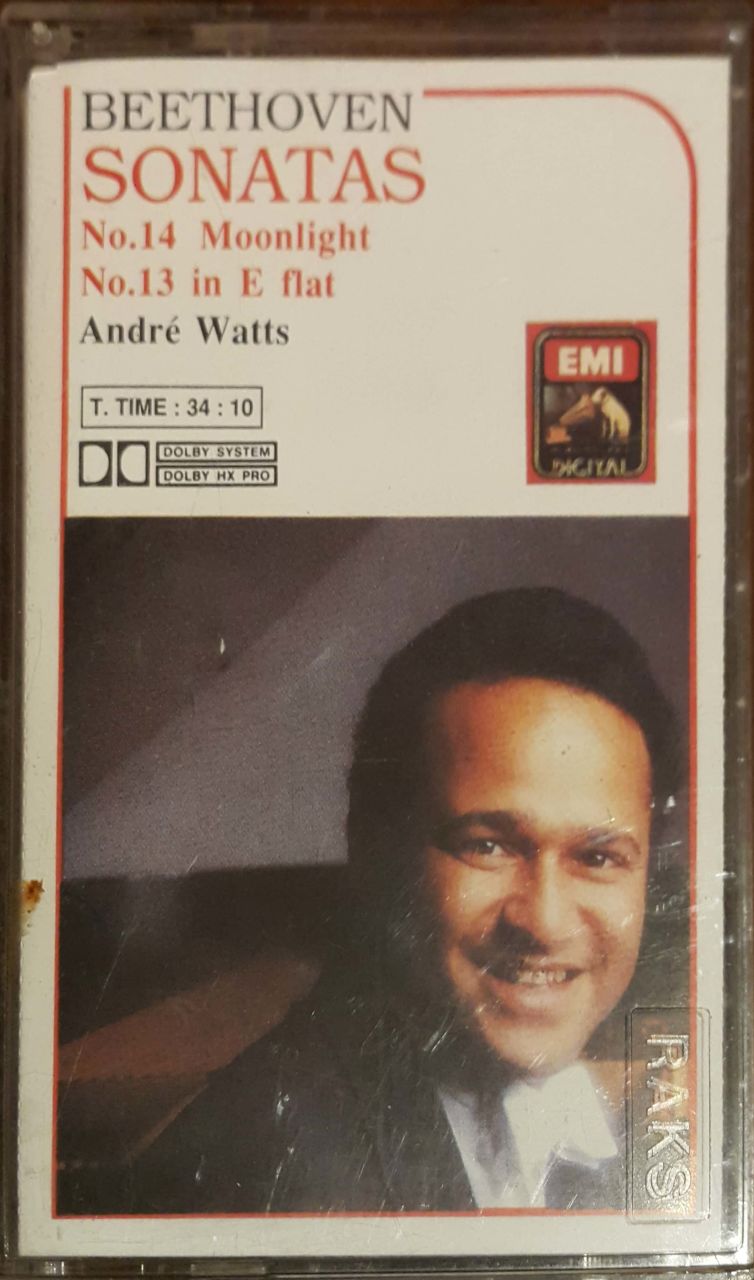 BEETHOVEN
SONATAS
No.14 Moonlight
No.13 in E flat
André Watts
T. TIME : 34 : 10
DOLBY SYSTEM
DOLBY HX PRO
EMI
DIGITAL
RAKS